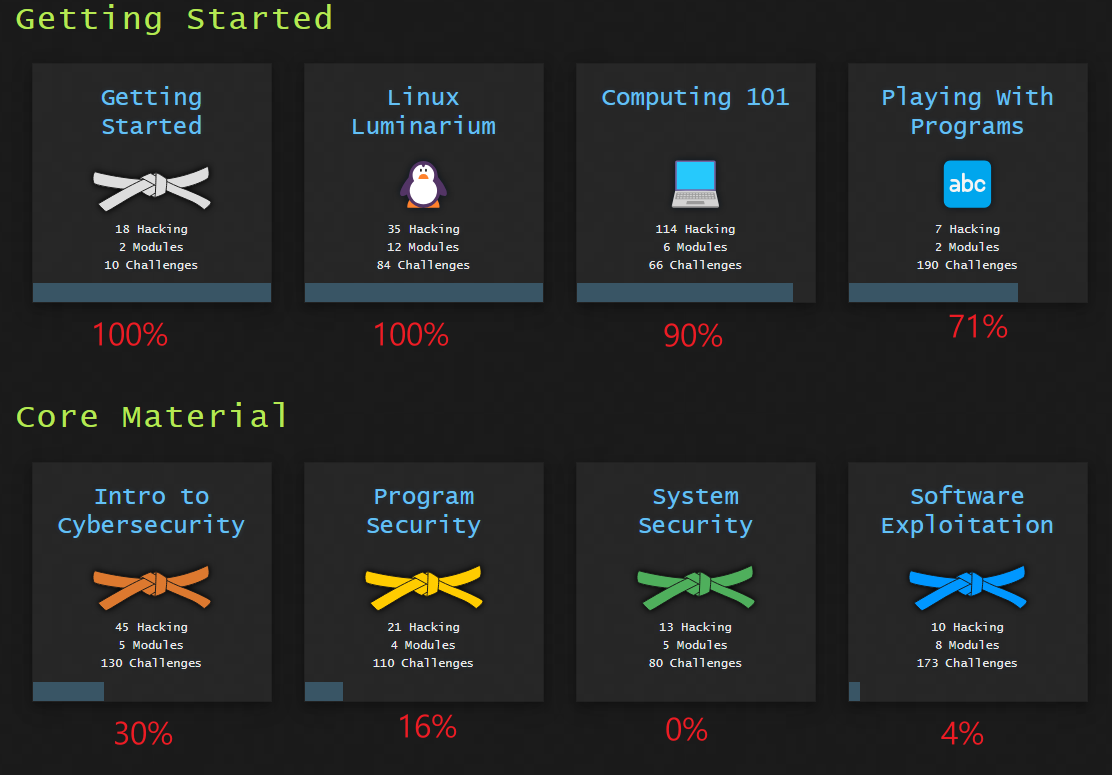 Getting Started
Getting
Started
18 Hacking
2 Modules
10 Challenges
100%
Linux
Luminarium
35 Hacking
12 Modules
84 Challenges
100%
Computing 101
114 Hacking
6 Modules
66 Challenges
90%
Playing With
Programs
abc
7 Hacking
2 Modules
190 Challenges
71%
Core Material
Intro to
Cybersecurity
45 Hacking
5 Modules
130 Challenges
30%
Program
Security
21 Hacking
4 Modules
110 Challenges
16%
System
Security
13 Hacking
5 Modules
80 Challenges
0%
Software
Exploitation
10 Hacking
8 Modules
173 Challenges
4%